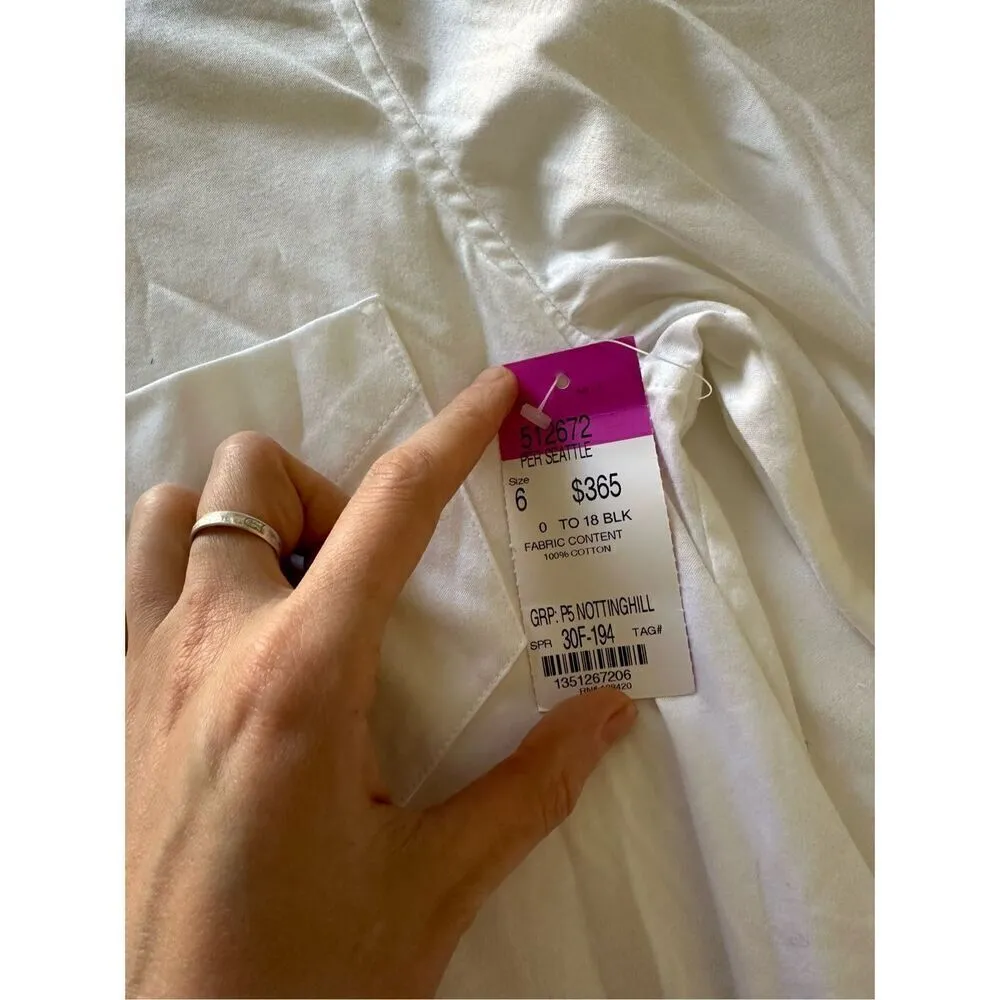 512672
PER SEATTLE
Size
6 $365
0 TO 18 BLK
FABRIC CONTENT
100% COTTON
GRP: P5 NOTTINGHILL
SPR 30F-194 TAG#
1351267206
RN#